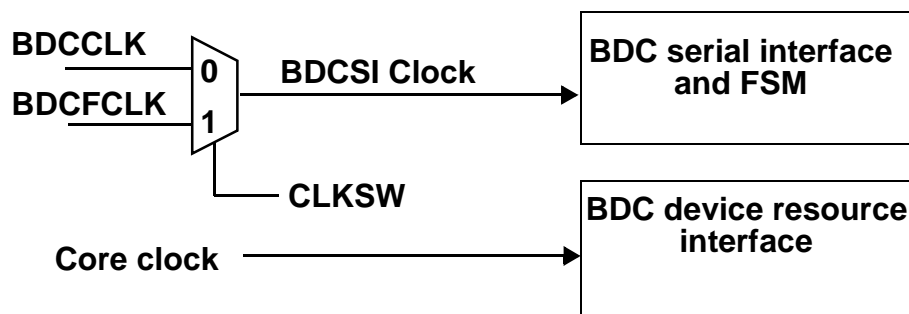 BDCCLK
BDCFCLK
0
1
BDCSI Clock
BDC serial interface
and FSM
CLKSW
Core clock
BDC device resource
interface